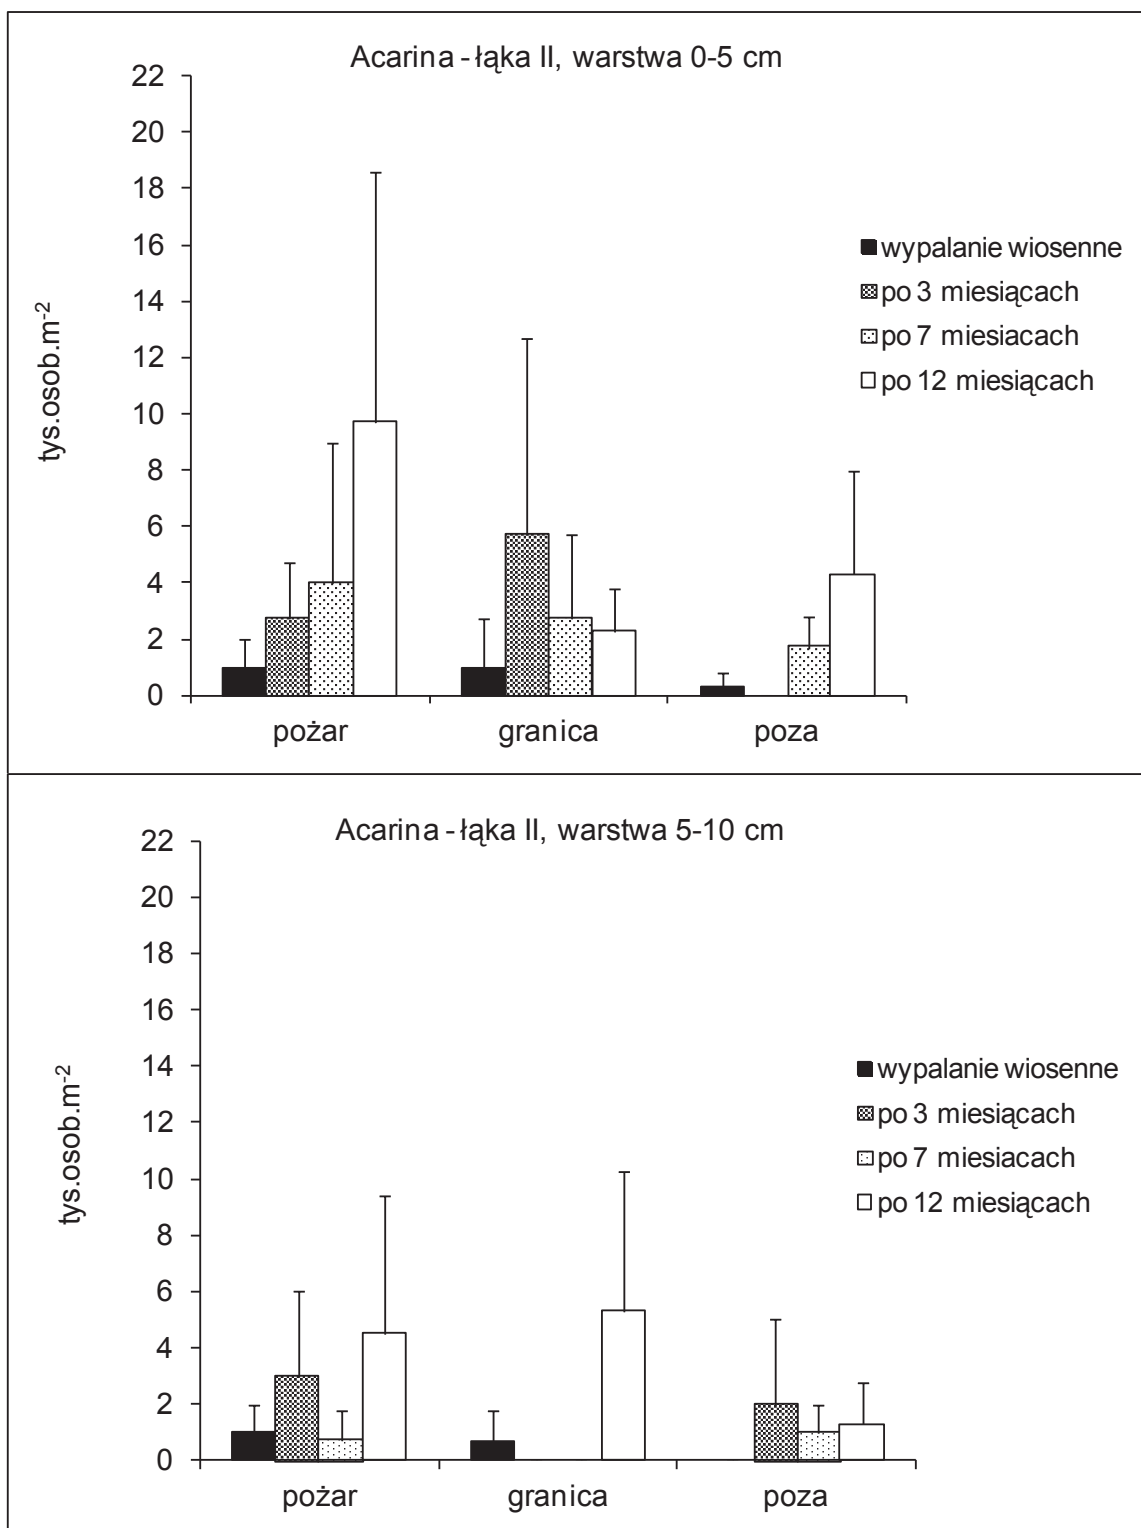 Acarina - łąka II, warstwa 0-5 cm
22
20
18
16
14
12
10
8
6
4
2
0
tys.osob.m-2
pożar granica poza
wypalanie wiosenne
po 3 miesiącach
po 7 miesiacach
po 12 miesiącach
Acarina - łąka II, warstwa 5-10 cm
22
20
18
16
14
12
10
8
6
4
2
0
tys.osob.m-2
pożar granica poza
wypalanie wiosenne
po 3 miesiącach
po 7 miesiacach
po 12 miesiącach